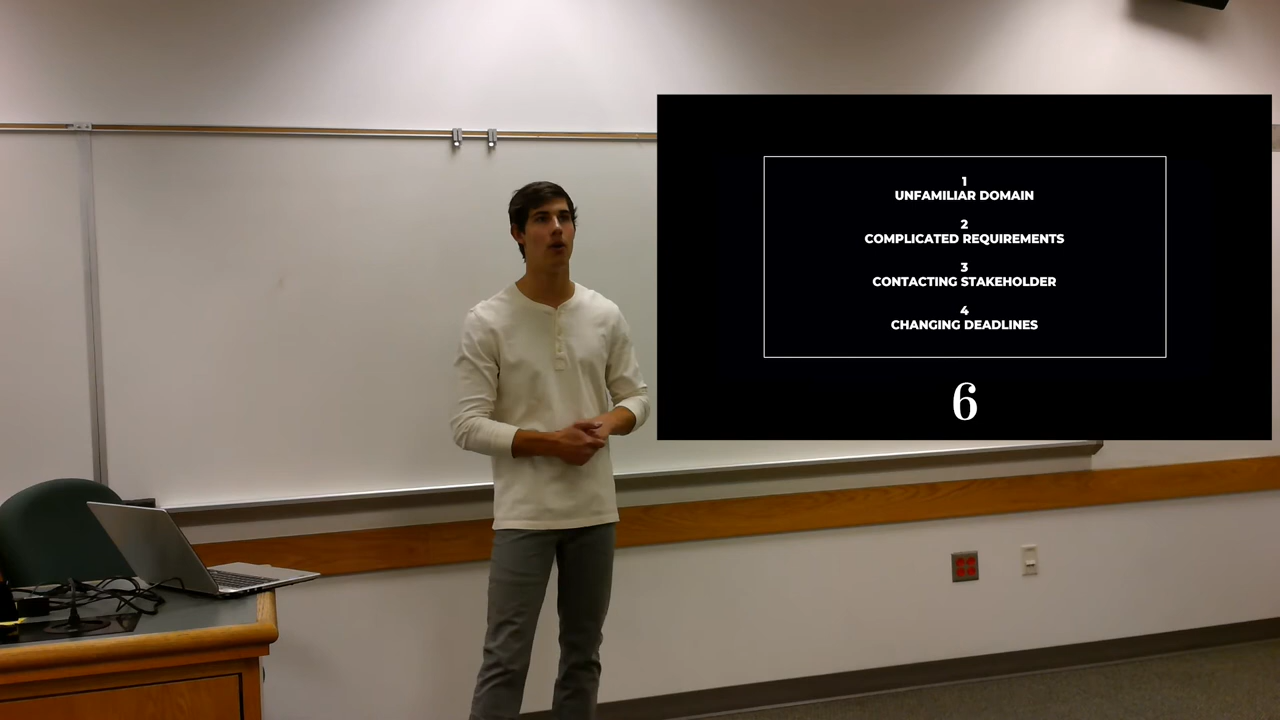 1
UNFAMILIAR DOMAIN
2
COMPLICATED REQUIREMENTS
3
CONTACTING STAKEHOLDER
4
CHANGING DEADLINES
6